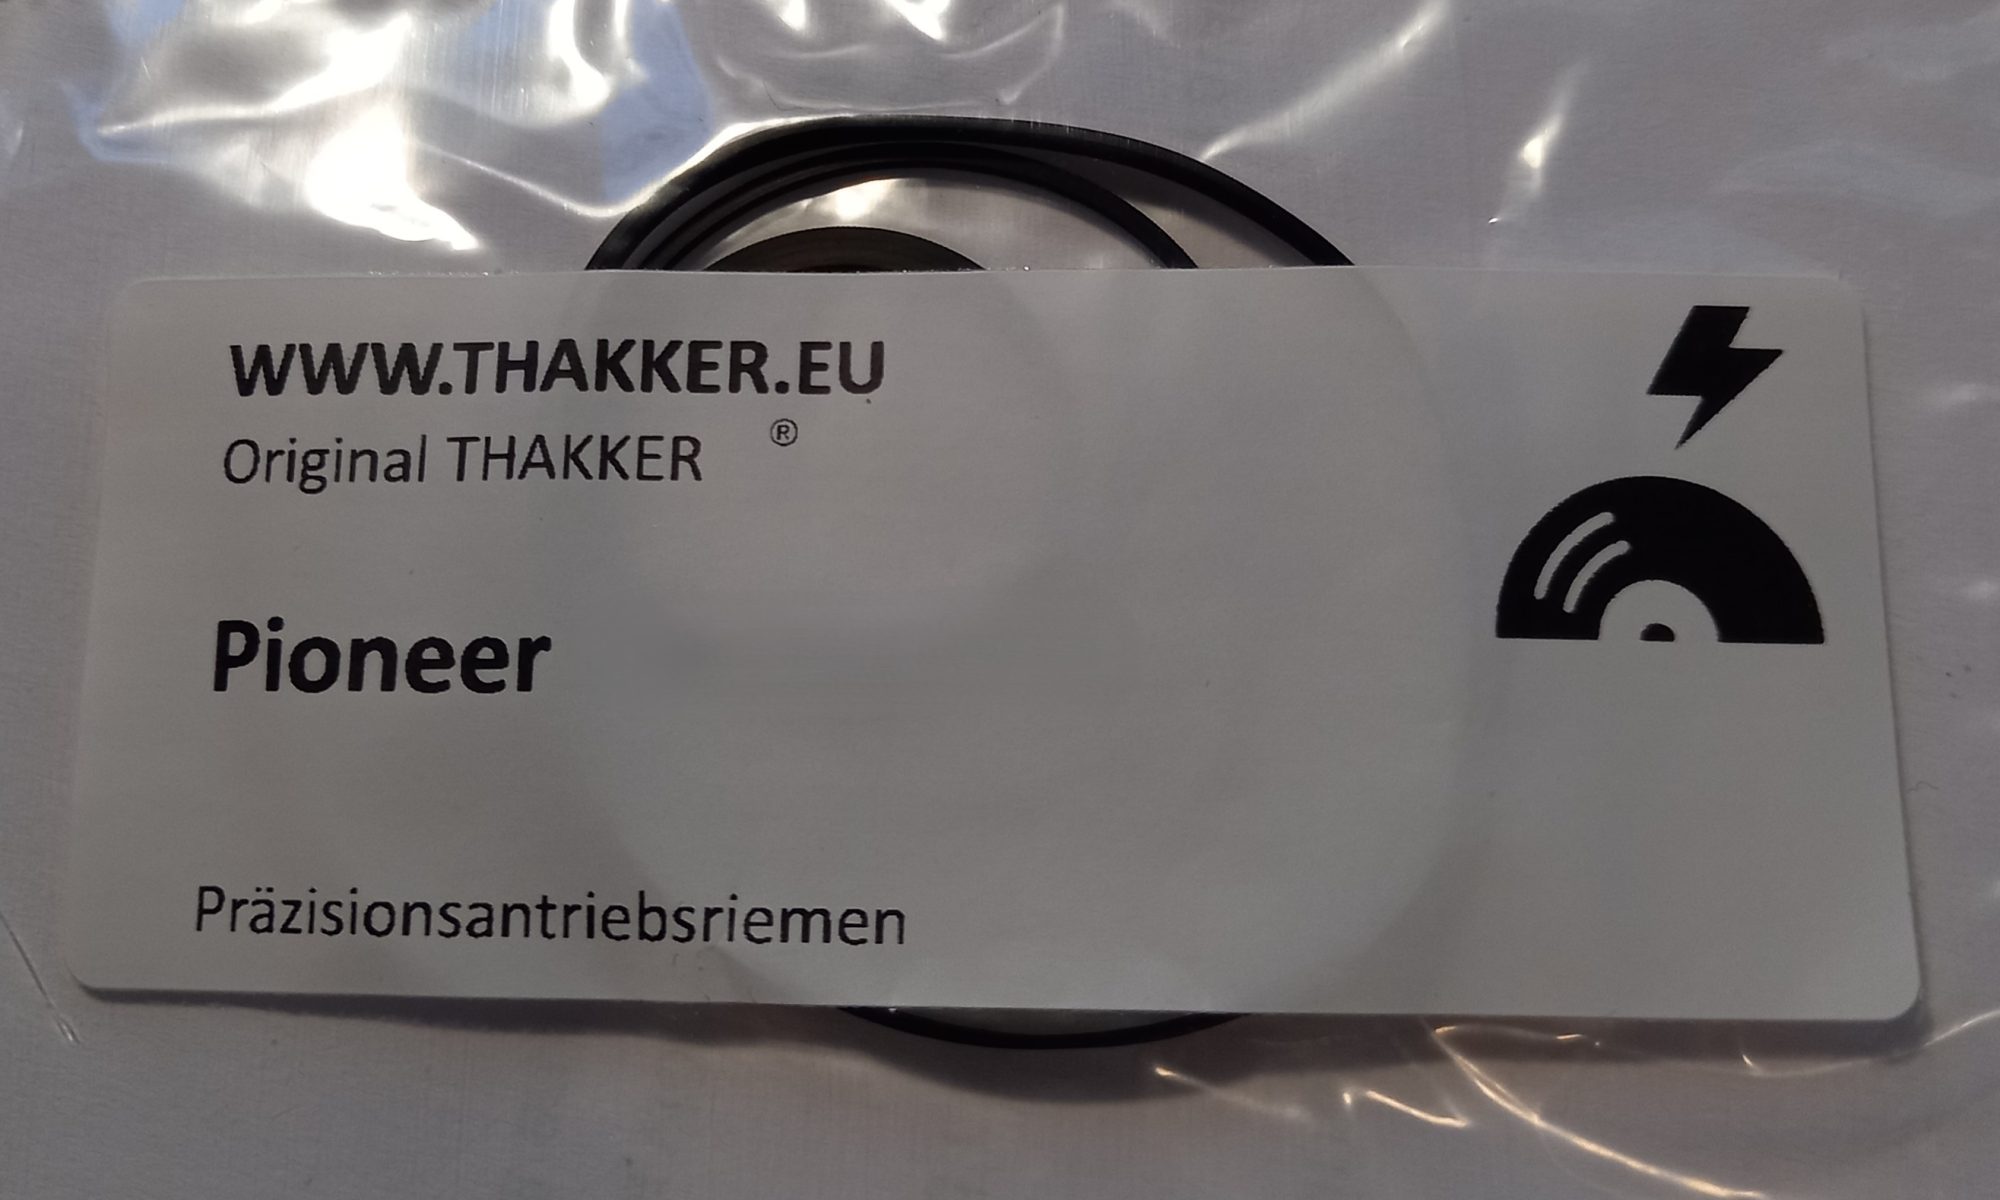 WWW.THAKKER.EU
Original THAKKER ®
Pioneer
Präzisionsantriebsriemen